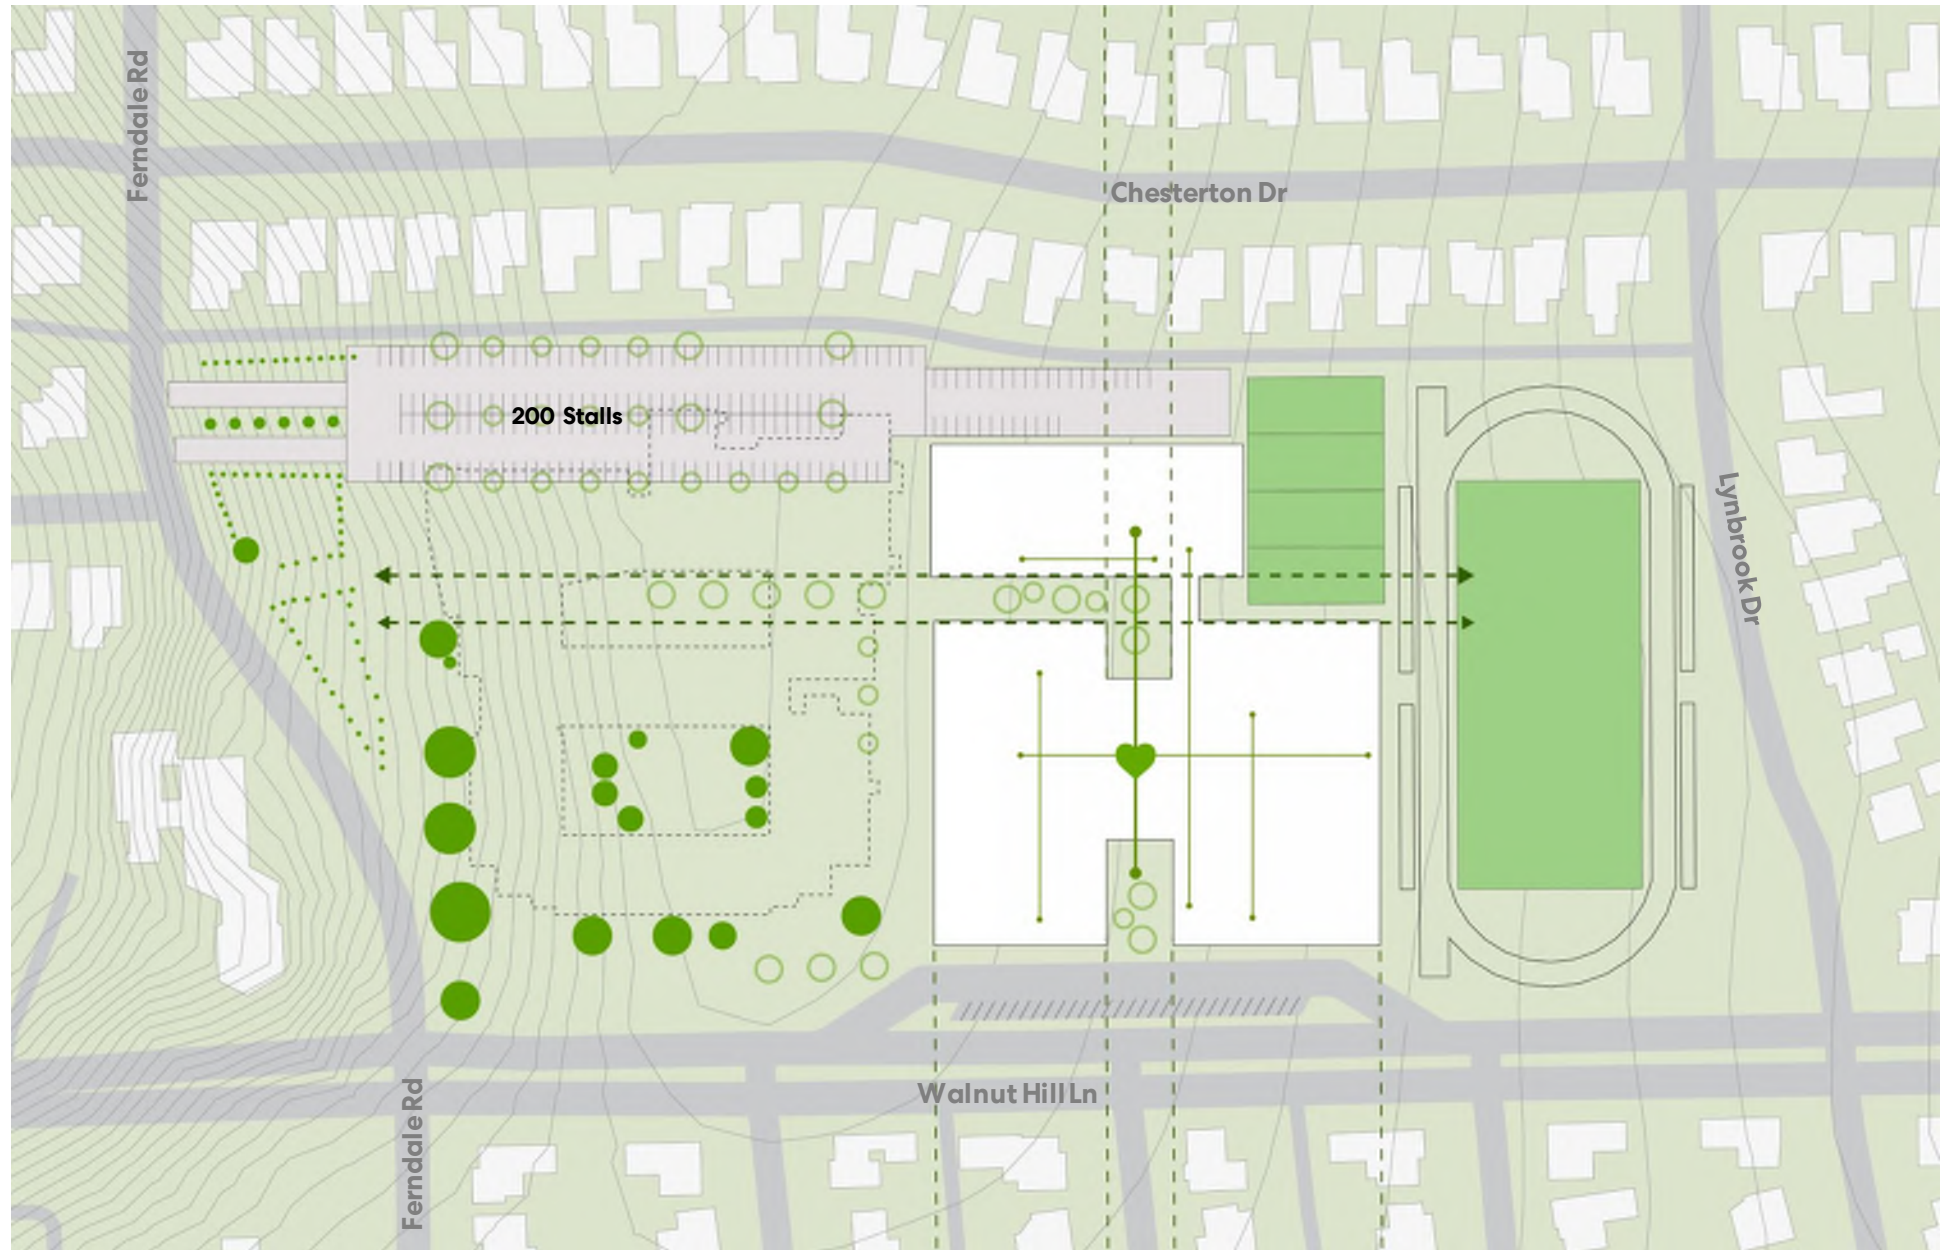 Ferndale Rd
Chesterton Dr
200 Stalls
Lynbrook Dr
Walnut Hill Ln
Ferndale Rd